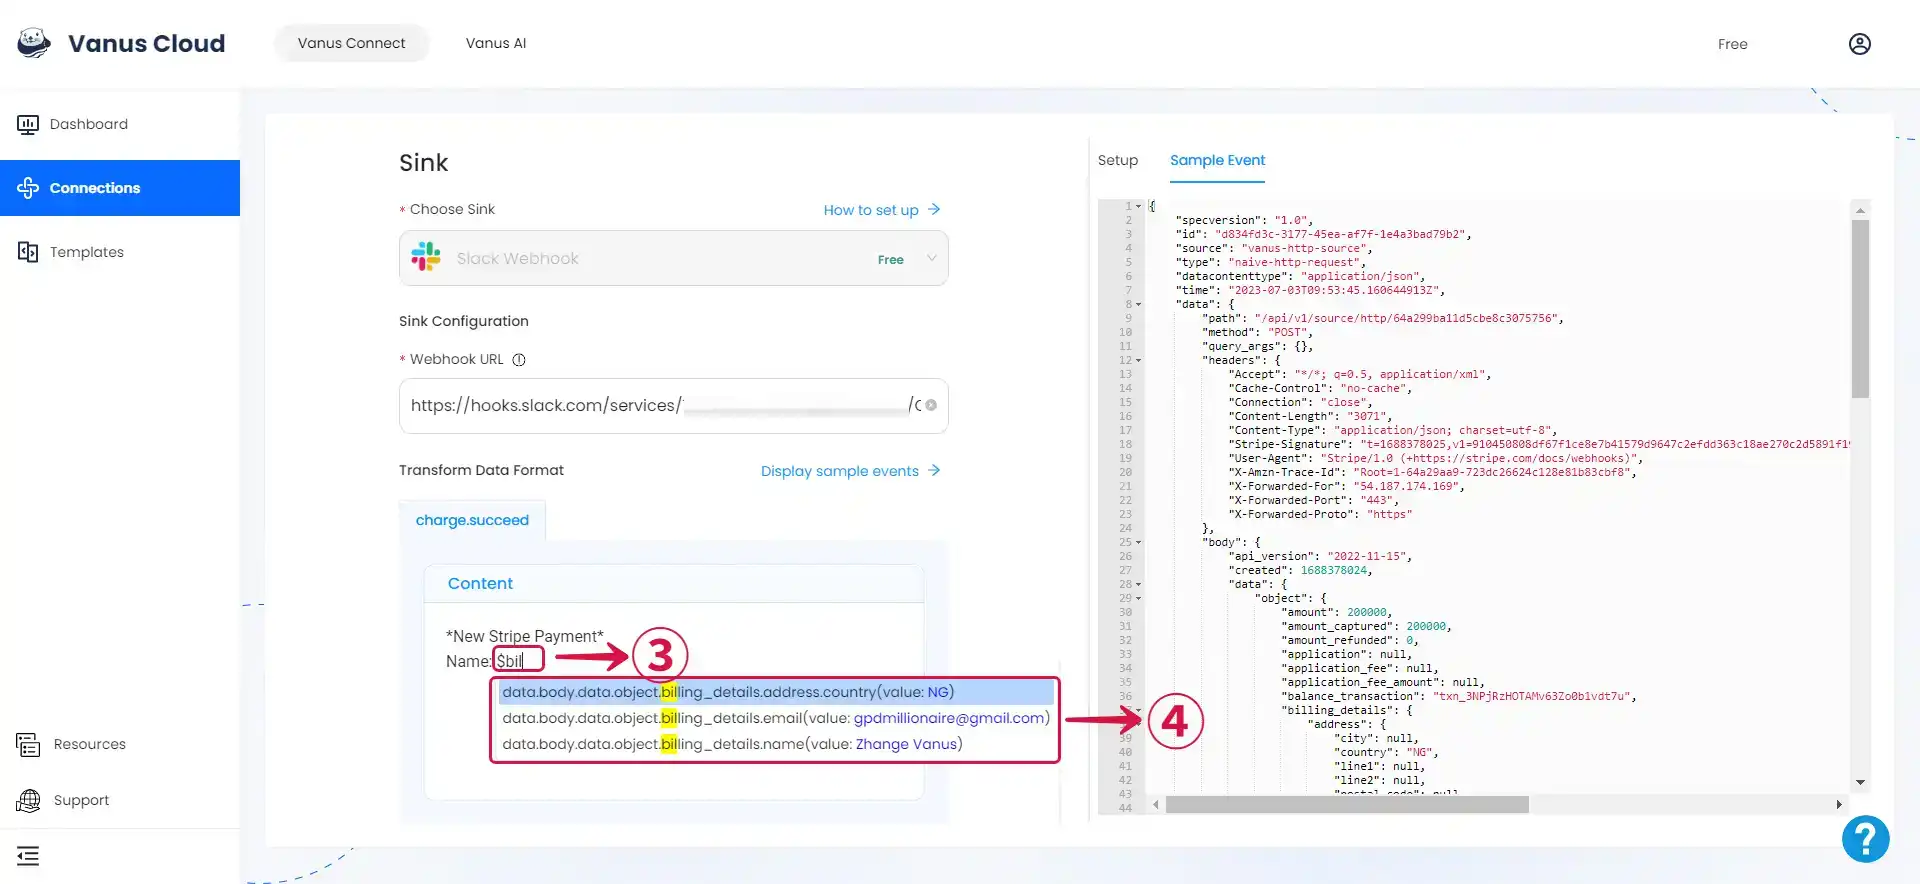 Vanus Cloud
Vanus Connect
Vanus AI
Free
Dashboard
Connections
Templates
Resources
Support
Sink
* Choose Sink
How to set up →
Slack Webhook
Free
Sink Configuration
* Webhook URL
https://hooks.slack.com/services/
Transform Data Format
Display sample events →
charge.succeed
Content
*New Stripe Payment*
Name: $bil
3
data.body.data.object.billing_details.address.country(value: NG)
data.body.data.object.billing_details.email(value: gpdmillionaire@gmail.com)
data.body.data.object.billing_details.name(value: Zhange Vanus)
4
Setup
Sample Event
1 {
2 "specversion": "1.0",
3 "id": "d834fd3c-3177-45ea-af7f-1e4a3bad79b2",
4 "source": "vanus-http-source",
5 "type": "naive-http-request",
6 "datacontenttype": "application/json",
7 "time": "2023-07-03T09:53:45.160644913Z",
8 "data": {
9 "path": "/api/v1/source/http/64a299ba11d5cbe8c3075756",
10 "method": "POST",
11 "query_args": {},
12 "headers": {
13 "Accept": "*/*; q=0.5, application/xml",
14 "Cache-Control": "no-cache",
15 "Connection": "close",
16 "Content-Length": "3071",
17 "Content-Type": "application/json; charset=utf-8",
18 "Stripe-Signature": "t=1688378025,v1=910450808df67f1ce8e7b41579d9647c2efdd363c18ae270c2d5891f1
19 "User-Agent": "Stripe/1.0 (+https://stripe.com/docs/webhooks)",
20 "X-Amzn-Trace-Id": "Root=1-64a29aa9-723dc26624c128e81b83cbf8",
21 "X-Forwarded-For": "54.187.174.169",
22 "X-Forwarded-Port": "443",
23 "X-Forwarded-Proto": "https"
24 },
25 "body": {
26 "api_version": "2022-11-15",
27 "created": 1688378024,
28 "data": {
29 "object": {
30 "amount": 200000,
31 "amount_captured": 200000,
32 "amount_refunded": 0,
33 "application": null,
34 "application_fee": null,
35 "application_fee_amount": null,
36 "balance_transaction": "txn_3NPjRzHOTAMv63Zo0b1vdt7u",
"billing_details": {
"address": {
39 "city": null,
40 "country": "NG",
41 "line1": null,
42 "line2": null,
43 "postal_code": null,
44
?